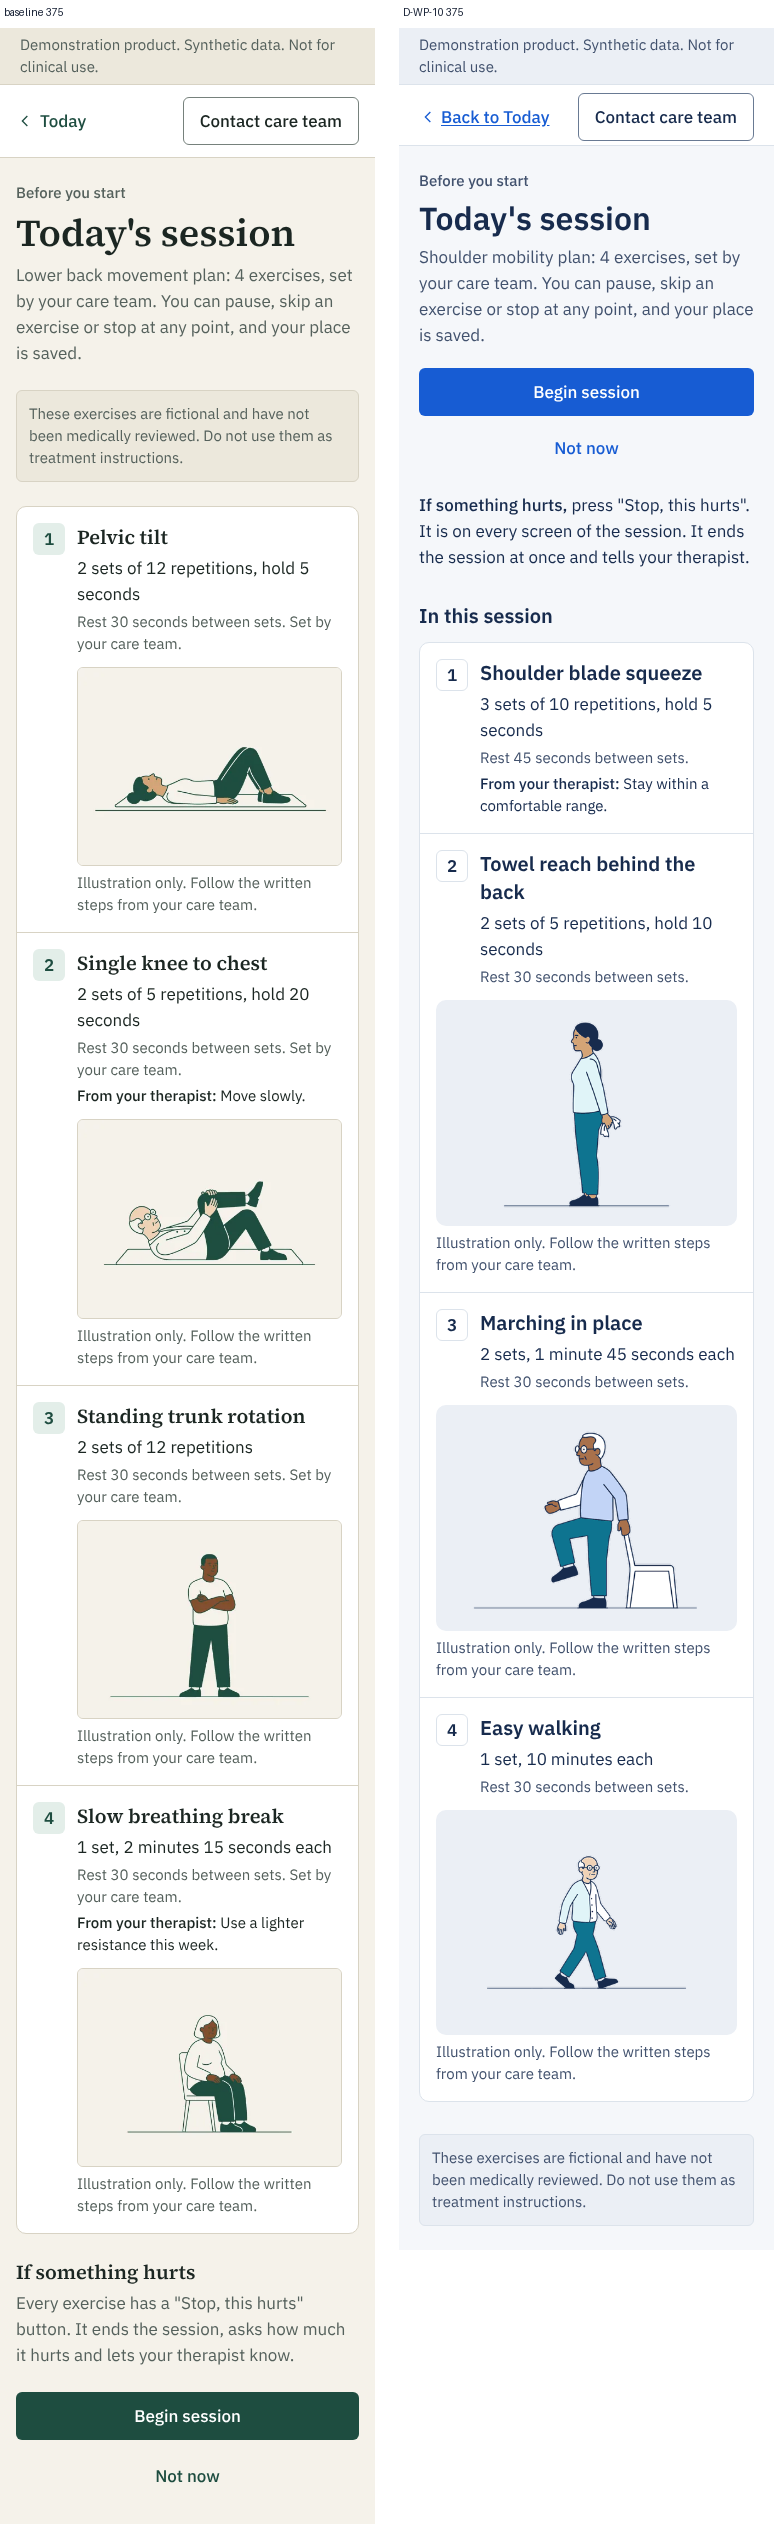 baseline 375
Demonstration product. Synthetic data. Not for
clinical use.
Today
Contact care team
Before you start
Today's session
Lower back movement plan: 4 exercises, set
by your care team. You can pause, skip an
exercise or stop at any point, and your place
is saved.
These exercises are fictional and have not
been medically reviewed. Do not use them as
treatment instructions.
1
Pelvic tilt
2 sets of 12 repetitions, hold 5
seconds
Rest 30 seconds between sets. Set by
your care team.
Illustration only. Follow the written
steps from your care team.
2
Single knee to chest
2 sets of 5 repetitions, hold 20
seconds
Rest 30 seconds between sets. Set by
your care team.
From your therapist: Move slowly.
Illustration only. Follow the written
steps from your care team.
3
Standing trunk rotation
2 sets of 12 repetitions
Rest 30 seconds between sets. Set by
your care team.
Illustration only. Follow the written
steps from your care team.
4
Slow breathing break
1 set, 2 minutes 15 seconds each
Rest 30 seconds between sets. Set by
your care team.
From your therapist: Use a lighter
resistance this week.
Illustration only. Follow the written
steps from your care team.
If something hurts
Every exercise has a "Stop, this hurts"
button. It ends the session, asks how much
it hurts and lets your therapist know.
Begin session
Not now
D-WP-10 375
Demonstration product. Synthetic data. Not for
clinical use.
Back to Today
Contact care team
Before you start
Today's session
Shoulder mobility plan: 4 exercises, set by
your care team. You can pause, skip an
exercise or stop at any point, and your place
is saved.
Begin session
Not now
If something hurts, press "Stop, this hurts".
It is on every screen of the session. It ends
the session at once and tells your therapist.
In this session
1
Shoulder blade squeeze
3 sets of 10 repetitions, hold 5
seconds
Rest 45 seconds between sets.
From your therapist: Stay within a
comfortable range.
2
Towel reach behind the
back
2 sets of 5 repetitions, hold 10
seconds
Rest 30 seconds between sets.
Illustration only. Follow the written steps
from your care team.
3
Marching in place
2 sets, 1 minute 45 seconds each
Rest 30 seconds between sets.
Illustration only. Follow the written steps
from your care team.
4
Easy walking
1 set, 10 minutes each
Rest 30 seconds between sets.
Illustration only. Follow the written steps
from your care team.
These exercises are fictional and have not
been medically reviewed. Do not use them as
treatment instructions.